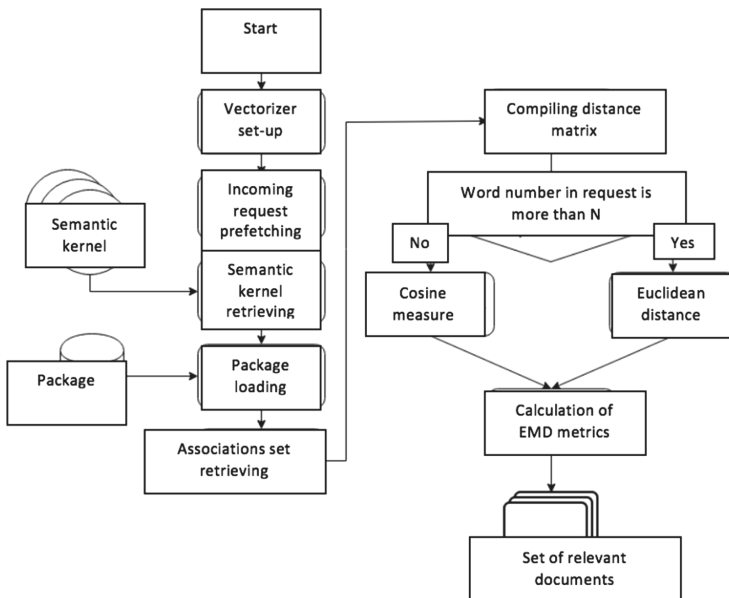 Start
Vectorizer
set-up
Incoming
request
prefetching
Semantic
kernel
Semantic
kernel
retrieving
Package
Package
loading
Associations set
retrieving
Compiling distance
matrix
Word number in request is
more than N
No
Yes
Cosine
measure
Euclidean
distance
Calculation of
EMD metrics
Set of relevant
documents